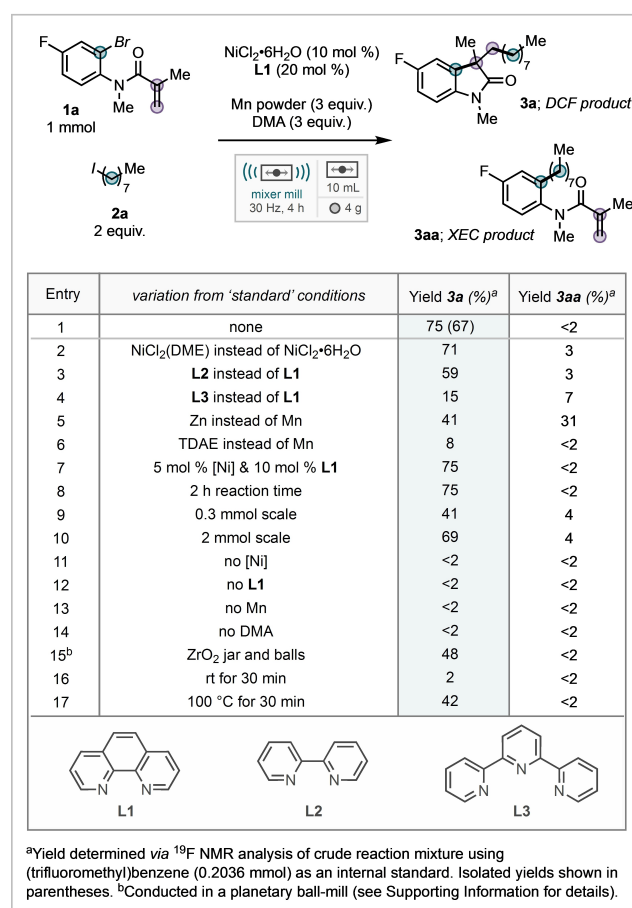 F
Br
O
N
Me
Me
1a
1 mmol
I
Me
7
2a
2 equiv.
NiCl2•6H2O (10 mol %)
L1 (20 mol %)
Mn powder (3 equiv.)
DMA (3 equiv.)
mixer mill
30 Hz, 4 h
10 mL
4 g
F
Me
Me
7
O
N
Me
3a; DCF product
Me
F
7
O
N
Me
Me
3aa; XEC product
Entry variation from ‘standard’ conditions Yield 3a (%)a Yield 3aa (%)a
1 none 75 (67) <2
2 NiCl2(DME) instead of NiCl2•6H2O 71 3
3 L2 instead of L1 59 3
4 L3 instead of L1 15 7
5 Zn instead of Mn 41 31
6 TDAE instead of Mn 8 <2
7 5 mol % [Ni] & 10 mol % L1 75 <2
8 2 h reaction time 75 <2
9 0.3 mmol scale 41 4
10 2 mmol scale 69 4
11 no [Ni] <2 <2
12 no L1 <2 <2
13 no Mn <2 <2
14 no DMA <2 <2
15b ZrO2 jar and balls 48 <2
16 rt for 30 min 2 <2
17 100 °C for 30 min 42 <2
N N
L1
N N
L2
N N N
L3
aYield determined via 19F NMR analysis of crude reaction mixture using
(trifluoromethyl)benzene (0.2036 mmol) as an internal standard. Isolated yields shown in
parentheses. bConducted in a planetary ball-mill (see Supporting Information for details).